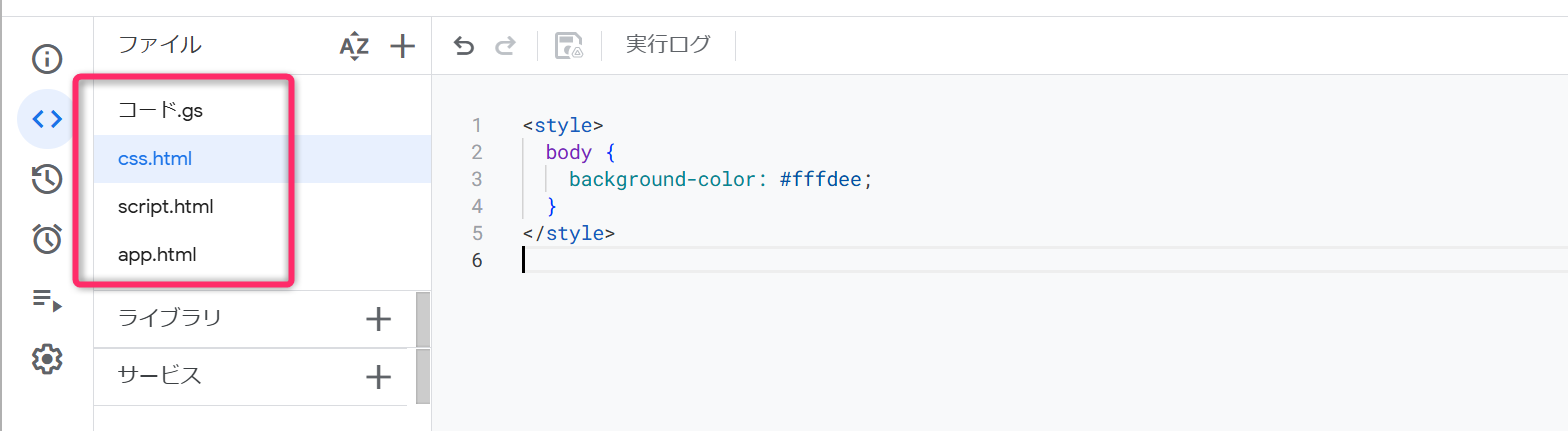 ファイル
AZ
実行ログ
コード.gs
css.html
script.html
app.html
ライブラリ
サービス
1 <style>
2 body {
3 background-color: #fffdee;
4 }
5 </style>
6